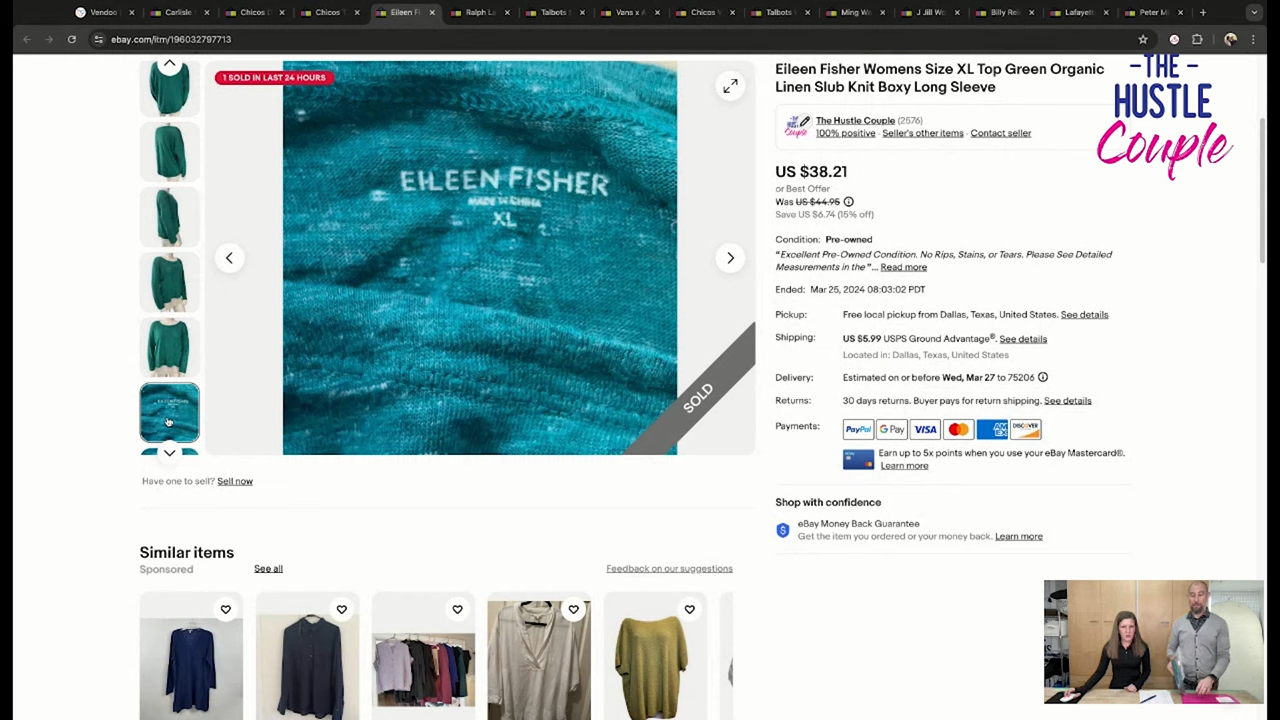 Vendoo
Carlisle
Chicos D
Chicos T
Eileen Fi
Ralph La
Talbots
Vans x A
Chicos V
Talbots
Ming Wa
J Jill Wo
Billy Rei
Lafayett
Peter M
ebay.com/itm/196032797713
1 SOLD IN LAST 24 HOURS
EILEEN FISHER
MADE IN CHINA
XL
SOLD
Have one to sell? Sell now
Eileen Fisher Womens Size XL Top Green Organic
Linen Slub Knit Boxy Long Sleeve
-THE-
HUSTLE
Couple
The Hustle Couple (2576)
100% positive · Seller's other items · Contact seller
US $38.21
or Best Offer
Was US $44.95
Save US $6.74 (15% off)
Condition: Pre-owned
“Excellent Pre-Owned Condition. No Rips, Stains, or Tears. Please See Detailed
Measurements in the”... Read more
Ended: Mar 25, 2024 08:03:02 PDT
Pickup: Free local pickup from Dallas, Texas, United States. See details
Shipping: US $5.99 USPS Ground Advantage®. See details
Located in: Dallas, Texas, United States
Delivery: Estimated on or before Wed, Mar 27 to 75206
Returns: 30 days returns. Buyer pays for return shipping. See details
Payments: PayPal G Pay VISA AM EX DISCOVER
Earn up to 5x points when you use your eBay Mastercard®.
Learn more
Shop with confidence
eBay Money Back Guarantee
Get the item you ordered or your money back. Learn more
Similar items
Sponsored
See all
Feedback on our suggestions